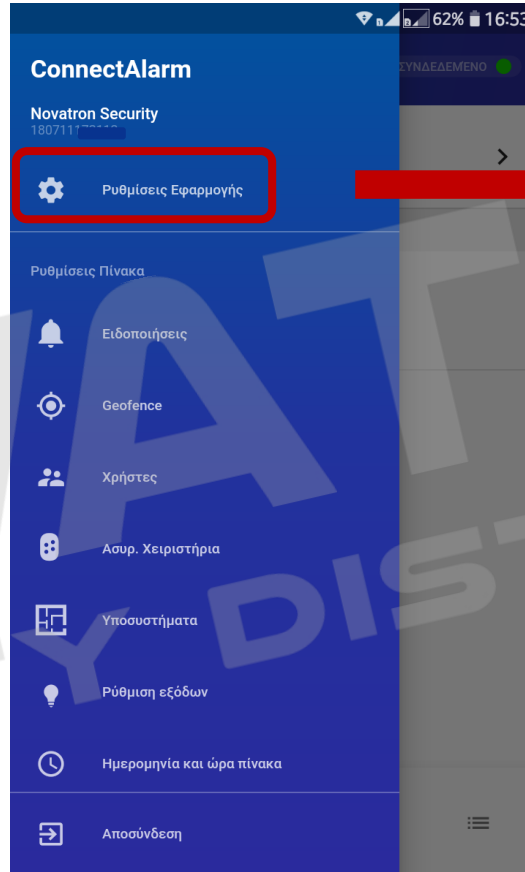 62% 16:53
ConnectAlarm
ΣΥΝΔΕΔΕΜΈΝΟ
Novatron Security
Ρυθμίσεις Εφαρμογής
Ρυθμίσεις Πίνακα
Ειδοποιήσεις
Geofence
Χρήστες
Ασυρ. Χειριστήρια
Υποσυστήματα
Ρύθμιση εξόδων
Ημερομηνία και ώρα πίνακα
Αποσύνδεση